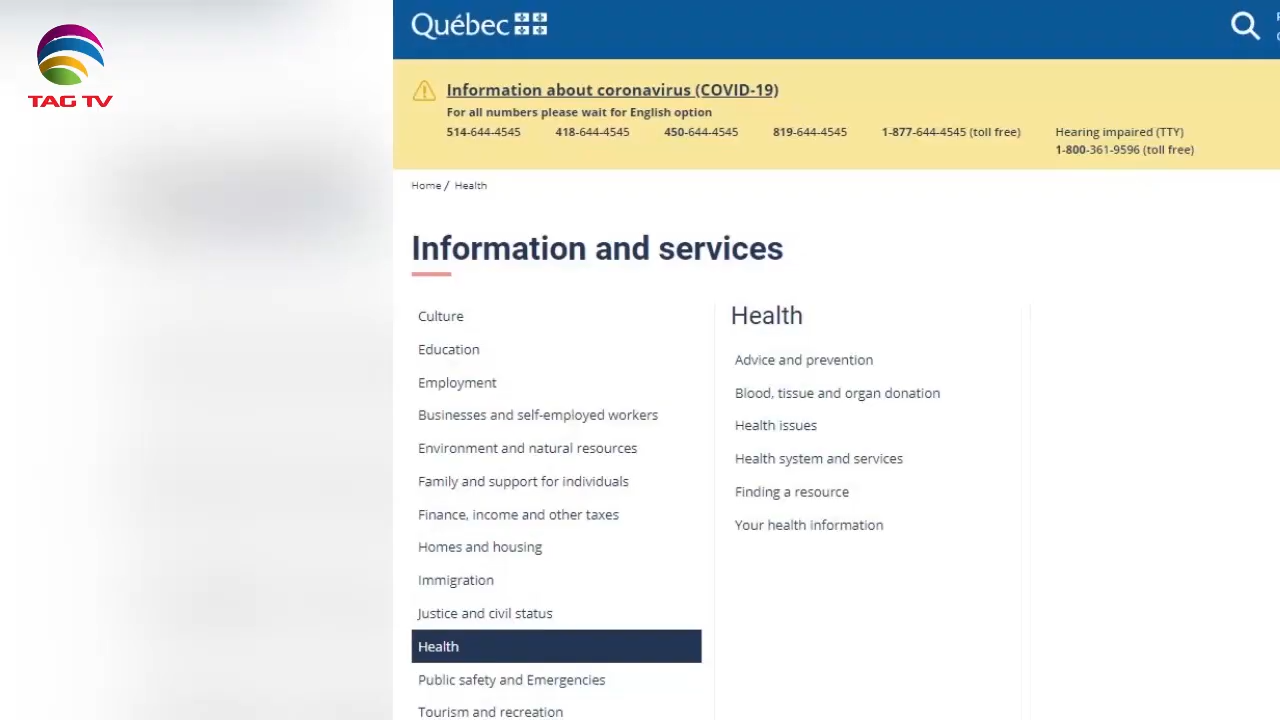 TAG TV
Québec
Information about coronavirus (COVID-19)
For all numbers please wait for English option
514-644-4545 418-644-4545 450-644-4545 819-644-4545 1-877-644-4545 (toll free) Hearing impaired (TTY)
1-800-361-9596 (toll free)
Home / Health
Information and services
Culture
Education
Employment
Businesses and self-employed workers
Environment and natural resources
Family and support for individuals
Finance, income and other taxes
Homes and housing
Immigration
Justice and civil status
Health
Public safety and Emergencies
Tourism and recreation
Health
Advice and prevention
Blood, tissue and organ donation
Health issues
Health system and services
Finding a resource
Your health information